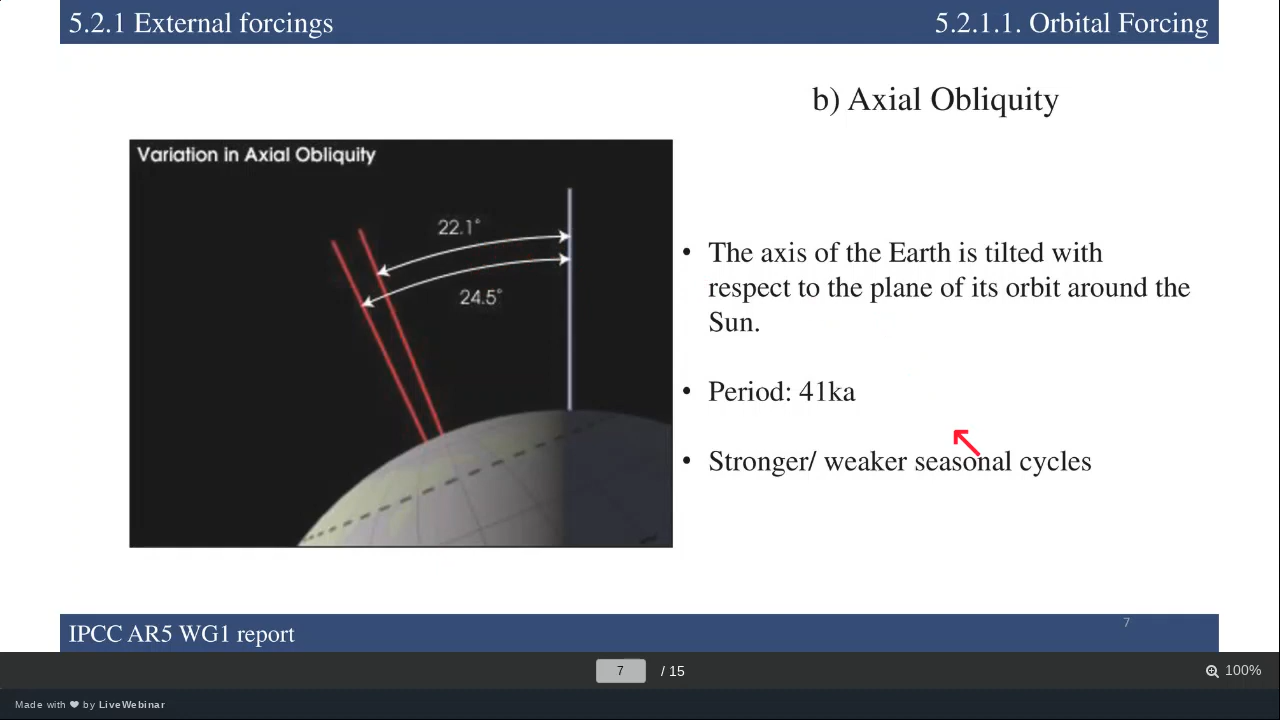 5.2.1 External forcings
5.2.1.1. Orbital Forcing
b) Axial Obliquity
Variation in Axial Obliquity
22.1°
24.5°
• The axis of the Earth is tilted with
respect to the plane of its orbit around the
Sun.
• Period: 41ka
• Stronger/ weaker seasonal cycles
IPCC AR5 WG1 report
7
7 / 15
100%
Made with ❤ by LiveWebinar